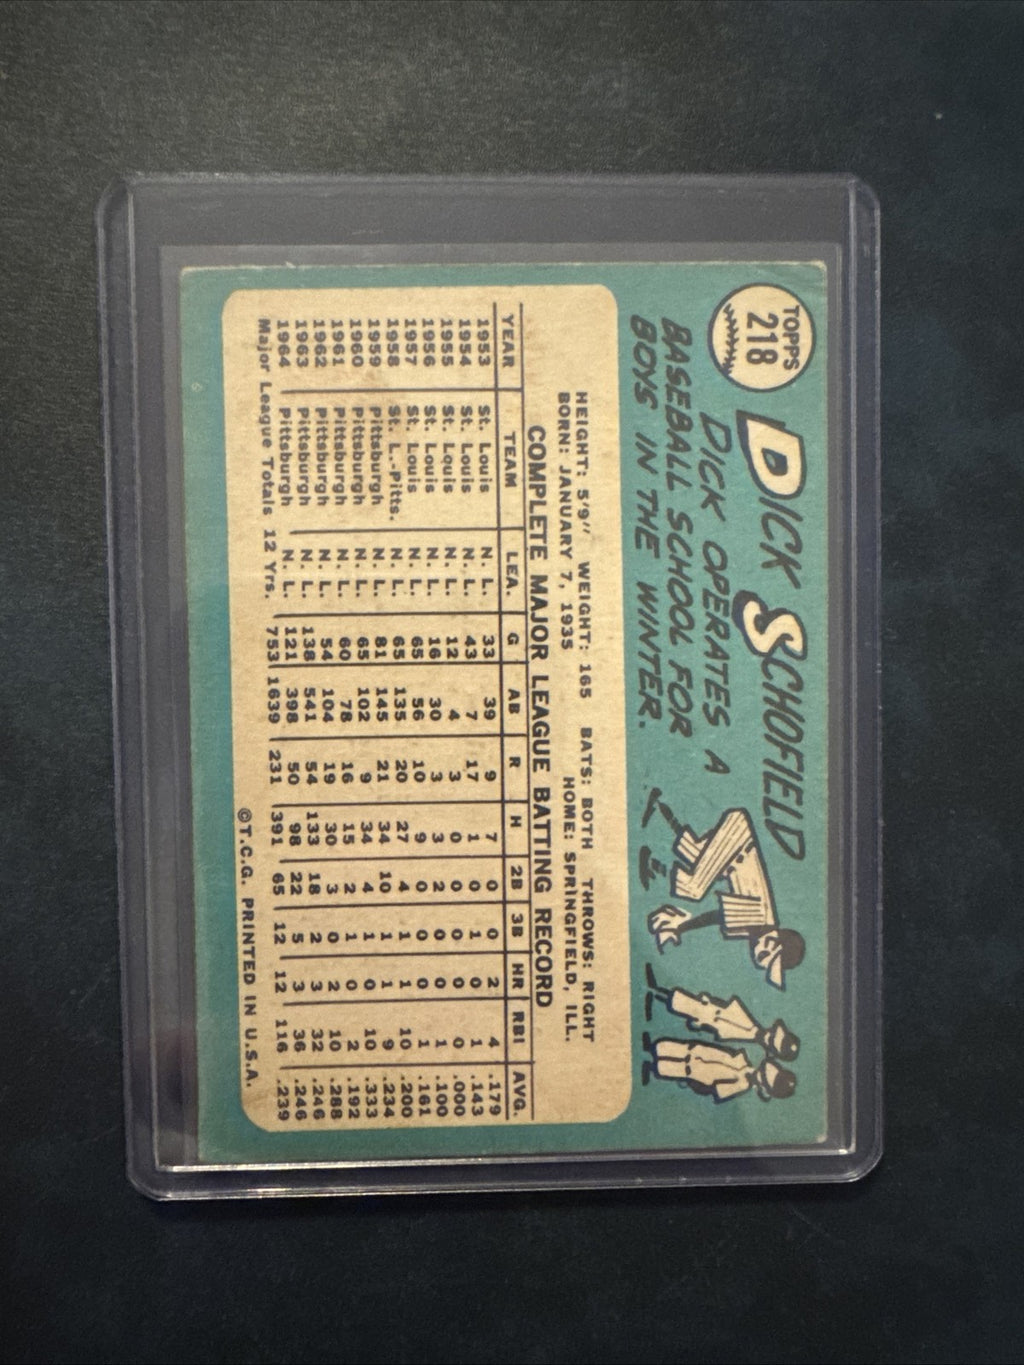 TOPPS
218
DICK SCHOFIELD
DICK OPERATES A
BASEBALL SCHOOL FOR
BOYS IN THE WINTER.
HEIGHT: 5'9" WEIGHT: 165 BATS: BOTH THROWS: RIGHT
BORN: JANUARY 7, 1935 HOME: SPRINGFIELD, ILL.
COMPLETE MAJOR LEAGUE BATTING RECORD
YEAR TEAM LEA. G AB R H 2B 3B HR RBI AVG.
1953 St. Louis N. L. 33 39 9 7 0 0 2 4 .179
1954 St. Louis N. L. 43 7 17 1 0 1 0 1 .143
1955 St. Louis N. L. 12 4 3 0 0 0 0 0 .000
1956 St. Louis N. L. 16 30 3 3 2 0 0 1 .100
1957 St. Louis N. L. 65 56 10 9 0 0 0 1 .161
1958 St. L.-Pitts. N. L. 65 135 20 27 4 1 1 10 .200
1959 Pittsburgh N. L. 81 145 21 34 10 1 1 9 .234
1960 Pittsburgh N. L. 65 102 9 34 4 1 0 10 .333
1961 Pittsburgh N. L. 60 78 16 15 2 1 0 2 .192
1962 Pittsburgh N. L. 54 104 19 30 3 0 2 10 .288
1963 Pittsburgh N. L. 138 541 54 133 18 2 3 32 .246
1964 Pittsburgh N. L. 121 398 50 98 22 5 3 36 .246
Major League Totals 12 Yrs. 753 1639 231 391 65 12 12 116 .239
©T.C.G. PRINTED IN U.S.A.